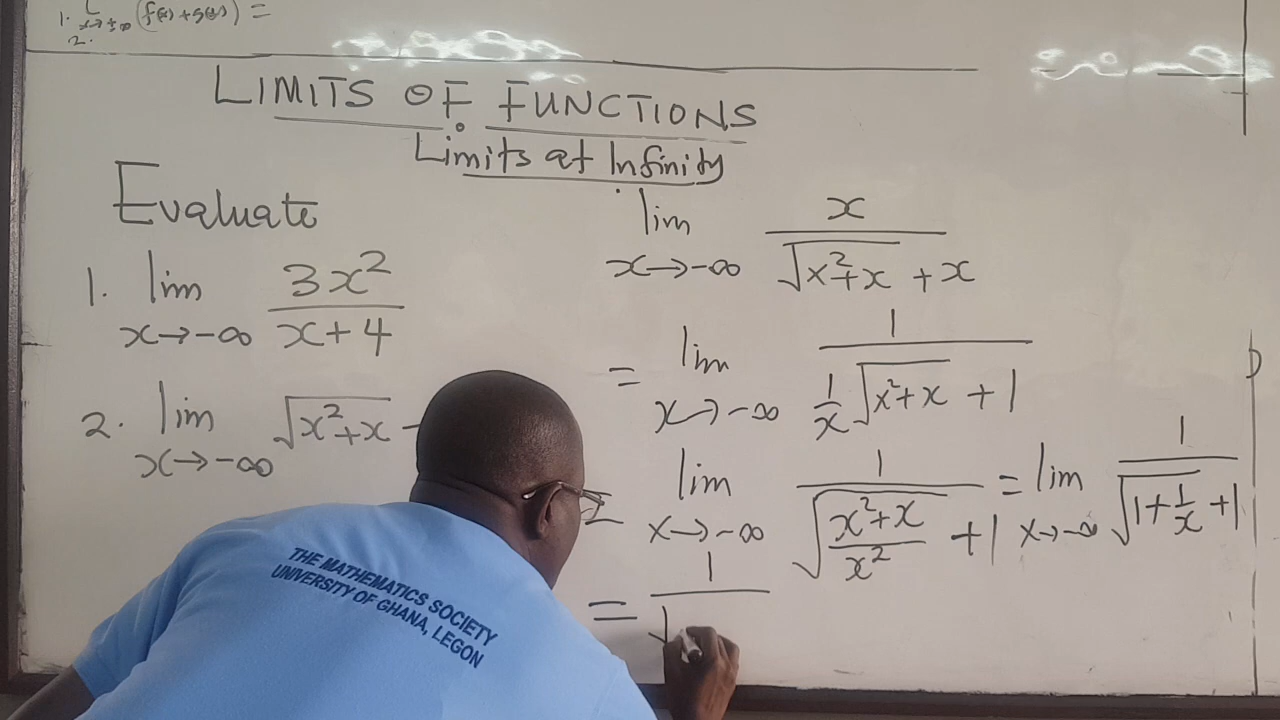 1. L x→±∞ (f(x)+g(x)) =
2.
LIMITS OF FUNCTIONS
Limits at Infinity
Evaluate
1. lim x→-∞ 3x²/(x+4)
2. lim x→-∞ √(x²+x) -
lim x→-∞ x/(√(x²+x) + x)
= lim x→-∞ 1/((1/x)√(x²+x) + 1)
= lim x→-∞ 1/(√((x²+x)/x²) + 1) = lim x→-∞ 1/(√(1+1/x) + 1)
= 1/√
THE MATHEMATICS SOCIETY
UNIVERSITY OF GHANA, LEGON